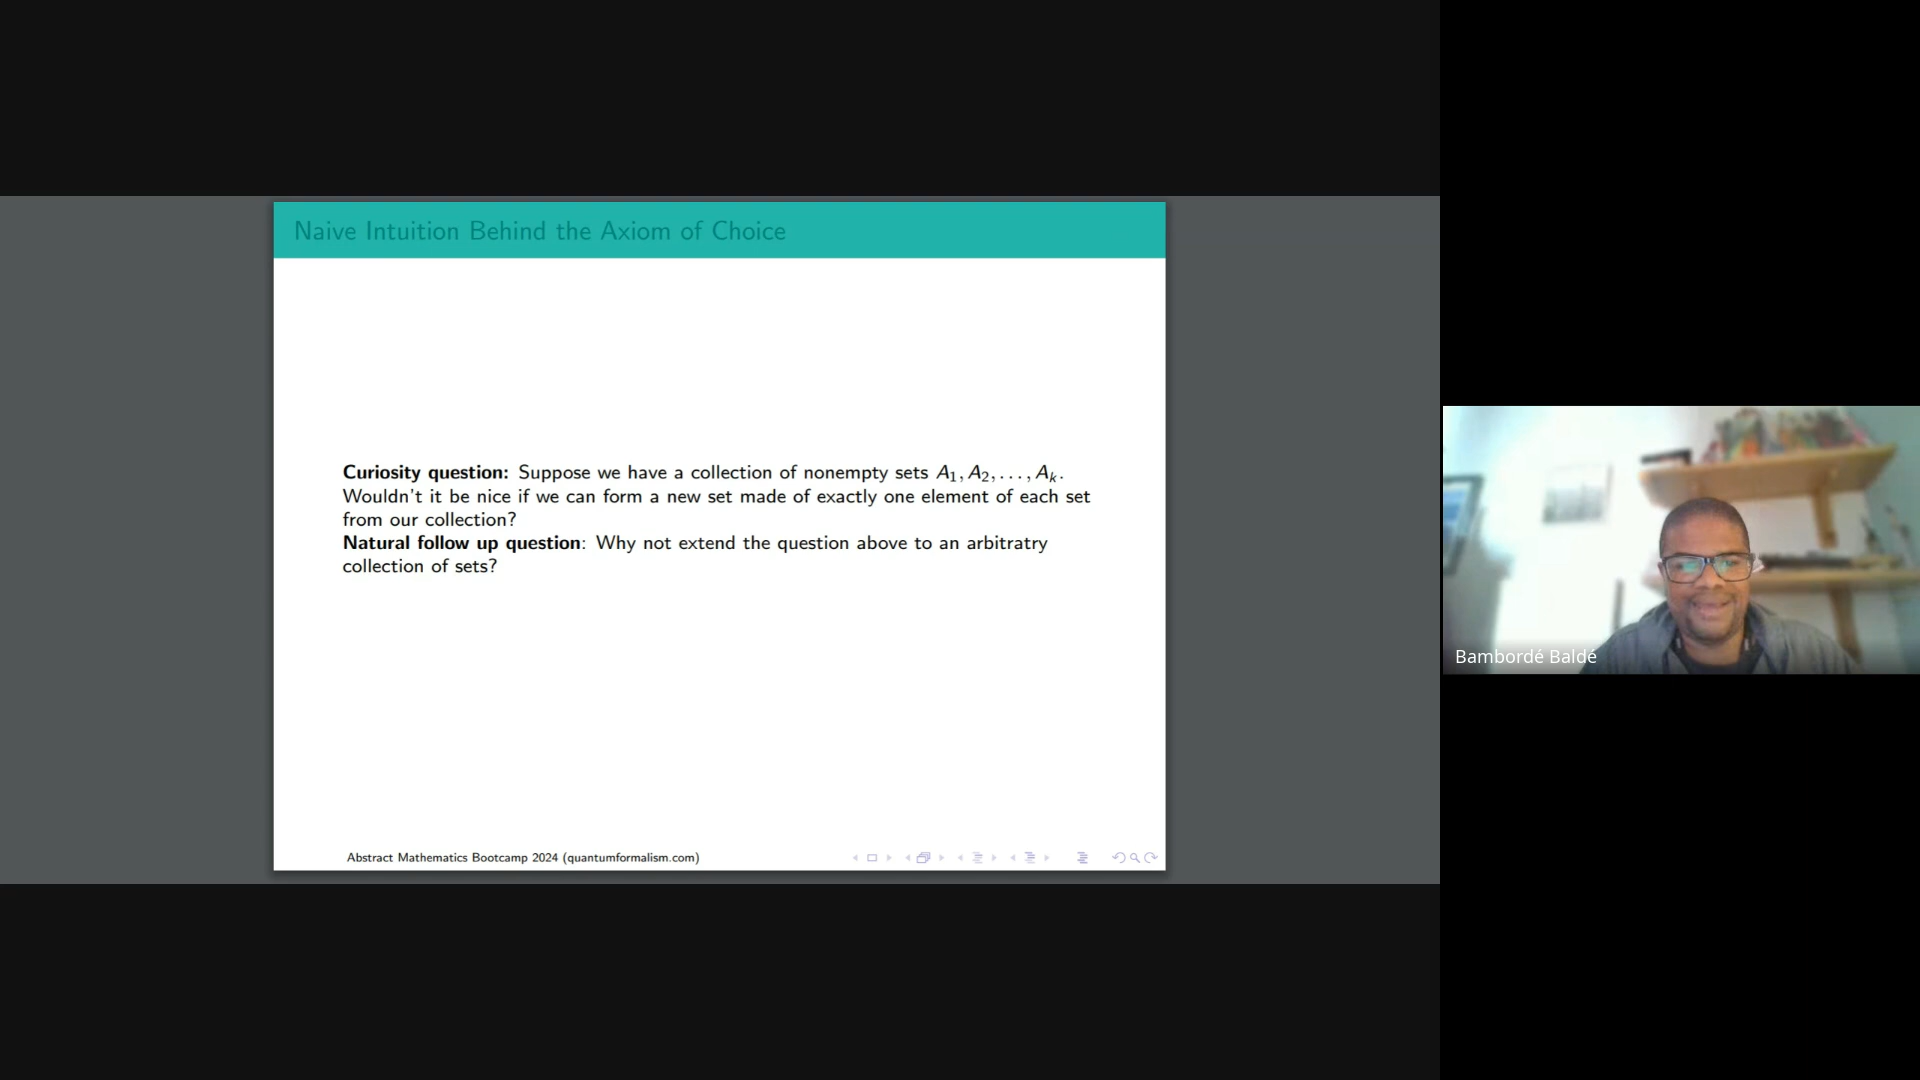 Naive Intuition Behind the Axiom of Choice
Curiosity question: Suppose we have a collection of nonempty sets A₁, A₂, . . . , Aₖ.
Wouldn't it be nice if we can form a new set made of exactly one element of each set
from our collection?
Natural follow up question: Why not extend the question above to an arbitratry
collection of sets?
Abstract Mathematics Bootcamp 2024 (quantumformalism.com)
Bambordé Baldé